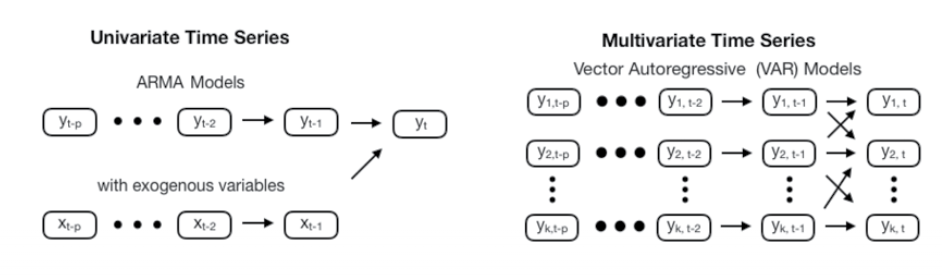 Univariate Time Series
ARMA Models
yt-p yt-2 yt-1 yt
with exogenous variables
xt-p xt-2 xt-1
Multivariate Time Series
Vector Autoregressive (VAR) Models
y1,t-p y1, t-2 y1, t-1 y1, t
y2,t-p y2, t-2 y2, t-1 y2, t
yk,t-p yk, t-2 yk, t-1 yk, t